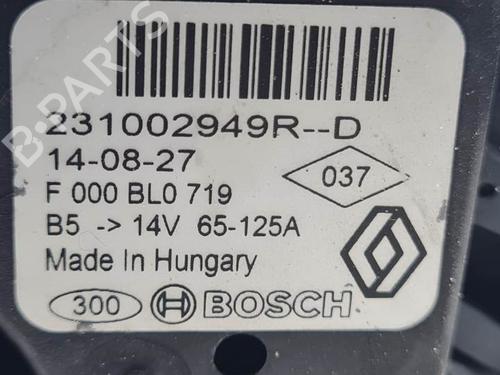 231002949R--D
14-08-27
F 000 BL0 719
037
B5 -> 14V 65-125A
Made In Hungary
300 BOSCH
B-PARTS